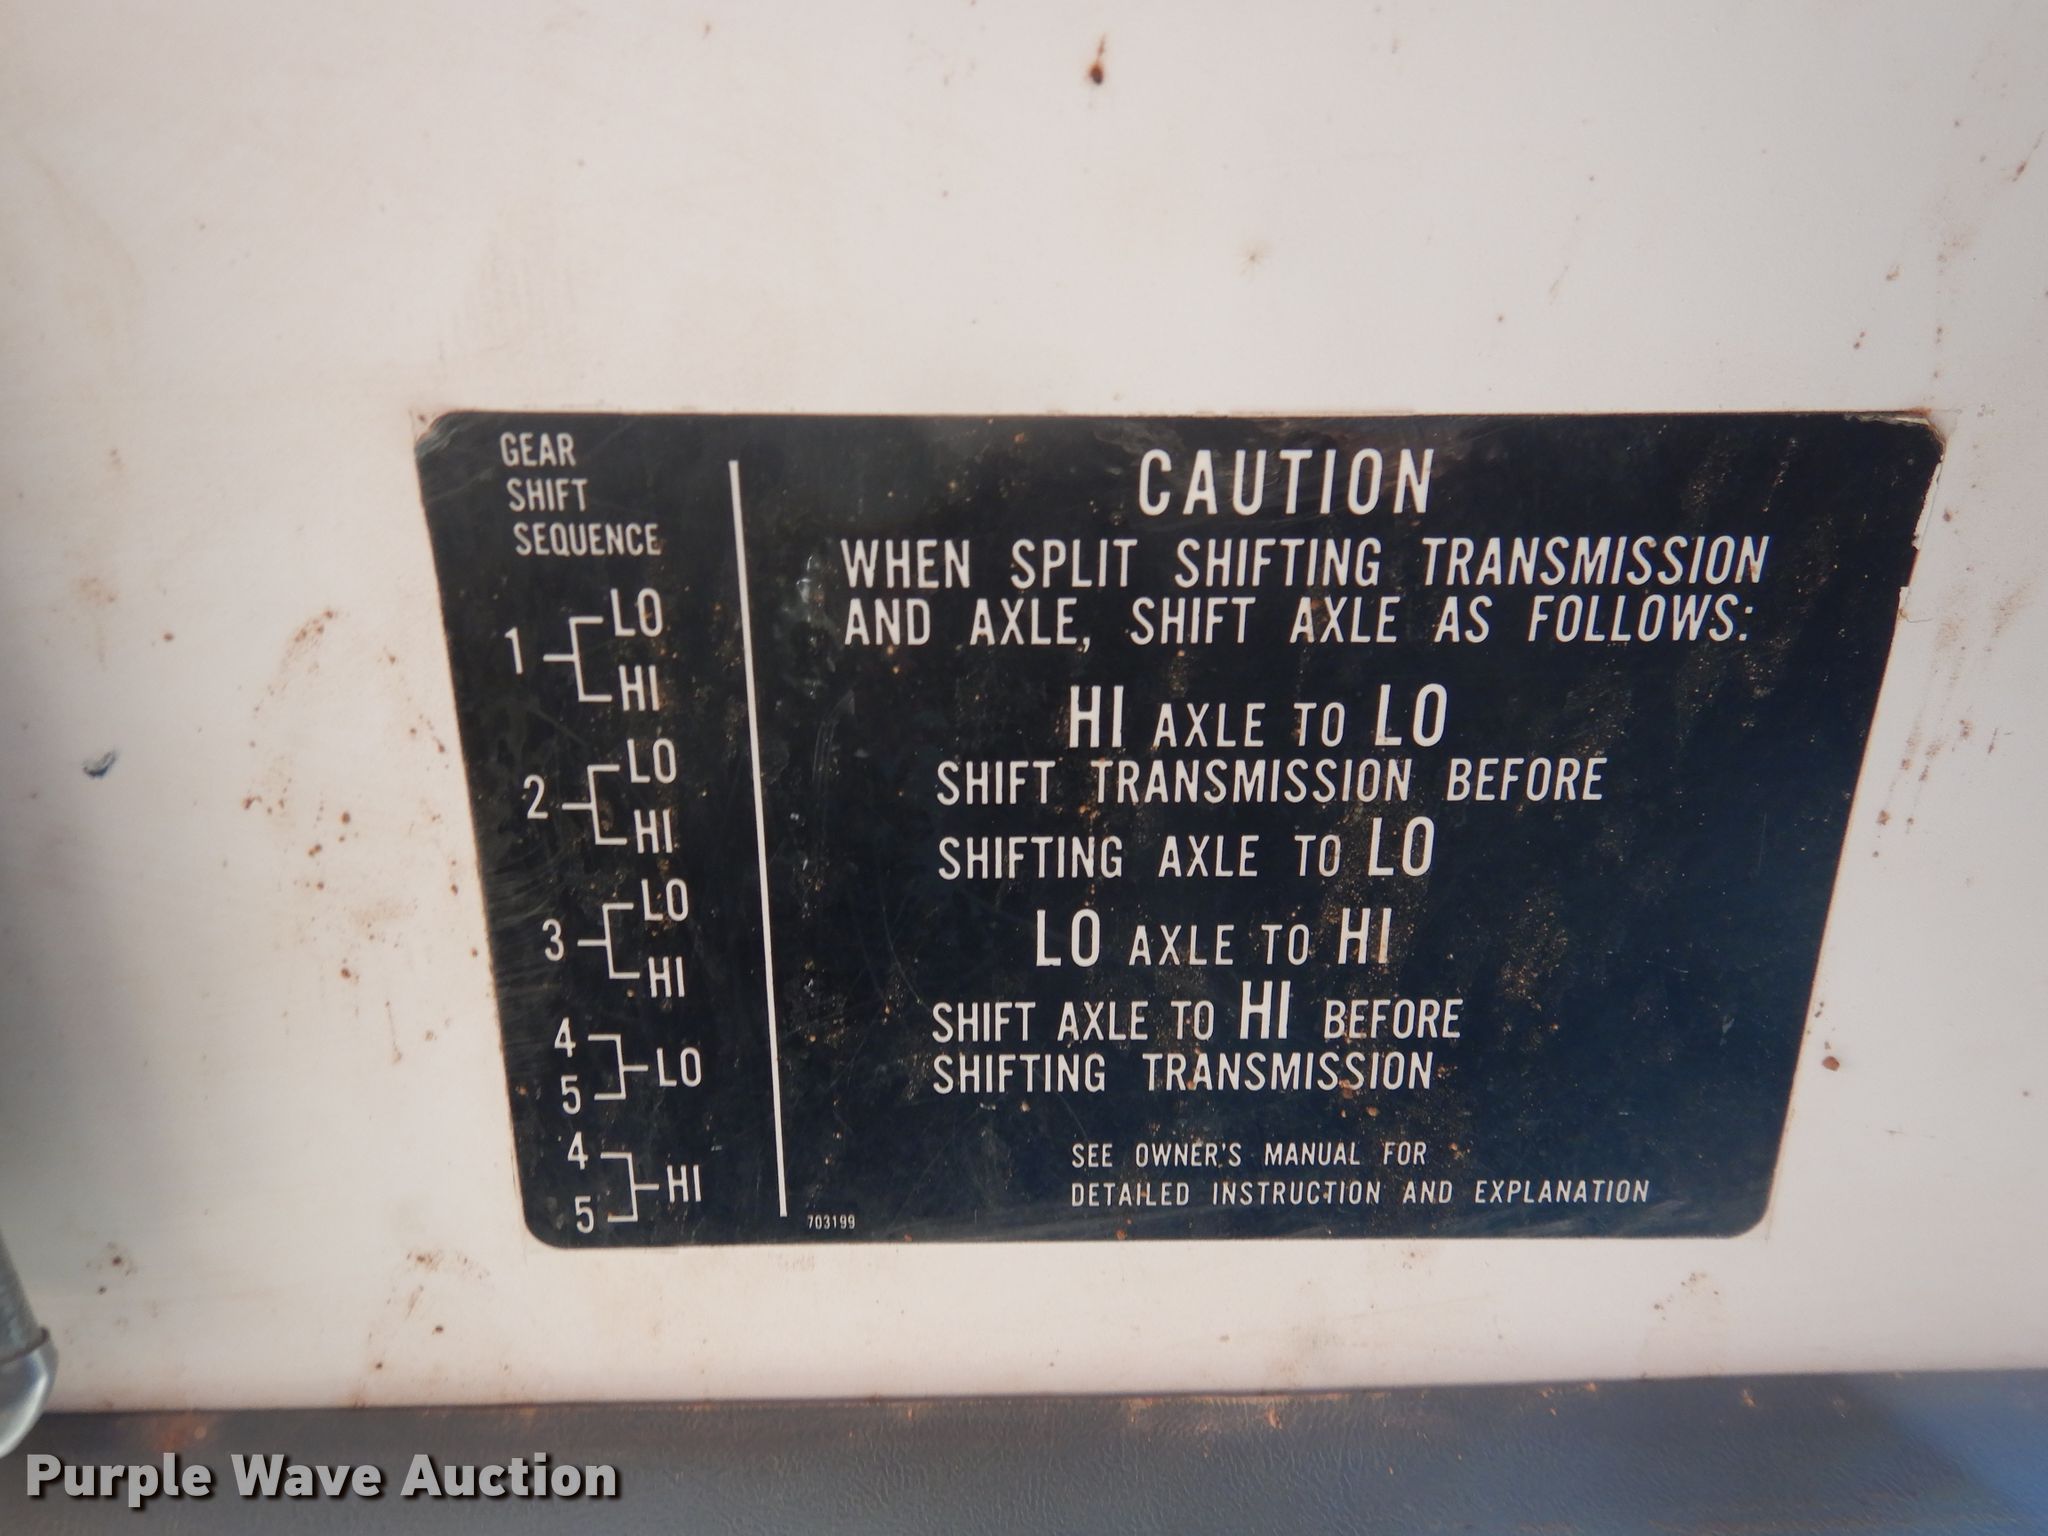 GEAR
SHIFT
SEQUENCE
1 LO
HI
2 LO
HI
3 LO
HI
4
5 LO
4
5 HI
CAUTION
WHEN SPLIT SHIFTING TRANSMISSION
AND AXLE, SHIFT AXLE AS FOLLOWS:
HI AXLE TO LO
SHIFT TRANSMISSION BEFORE
SHIFTING AXLE TO LO
LO AXLE TO HI
SHIFT AXLE TO HI BEFORE
SHIFTING TRANSMISSION
SEE OWNER'S MANUAL FOR
DETAILED INSTRUCTION AND EXPLANATION
703199
Purple Wave Auction